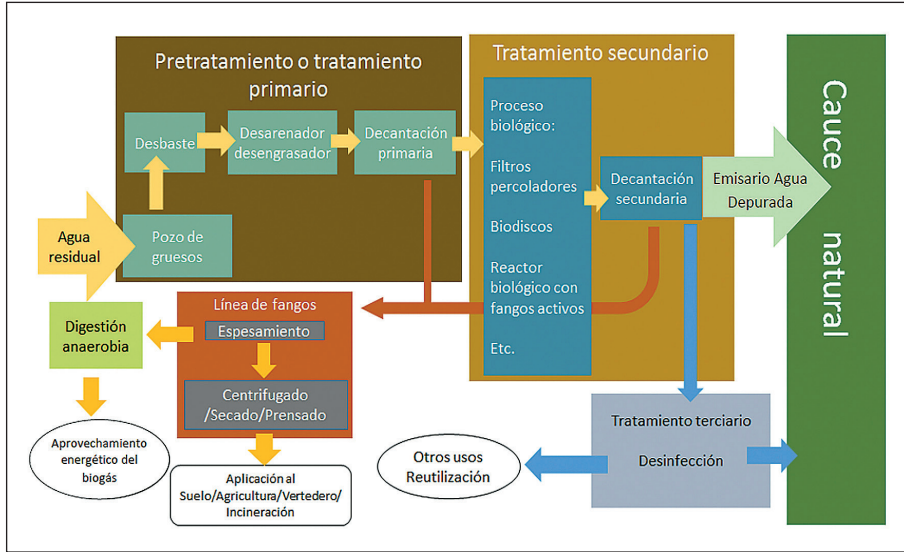 Pretratamiento o tratamiento
primario
Tratamiento secundario
Desbaste
Desarenador
desengrasador
Decantación
primaria
Agua
residual
Pozo de
gruesos
Proceso
biológico:
Filtros
percoladores
Biodiscos
Reactor
biológico con
fangos activos
Etc.
Decantación
secundaria
Emisario Agua
Depurada
Cauce natural
Línea de fangos
Espesamiento
Centrifugado
/Secado/Prensado
Digestión
anaerobia
Aprovechamiento
energético del
biogás
Aplicación al
Suelo/Agricultura/Vertedero/
Incineración
Otros usos
Reutilización
Tratamiento terciario
Desinfección